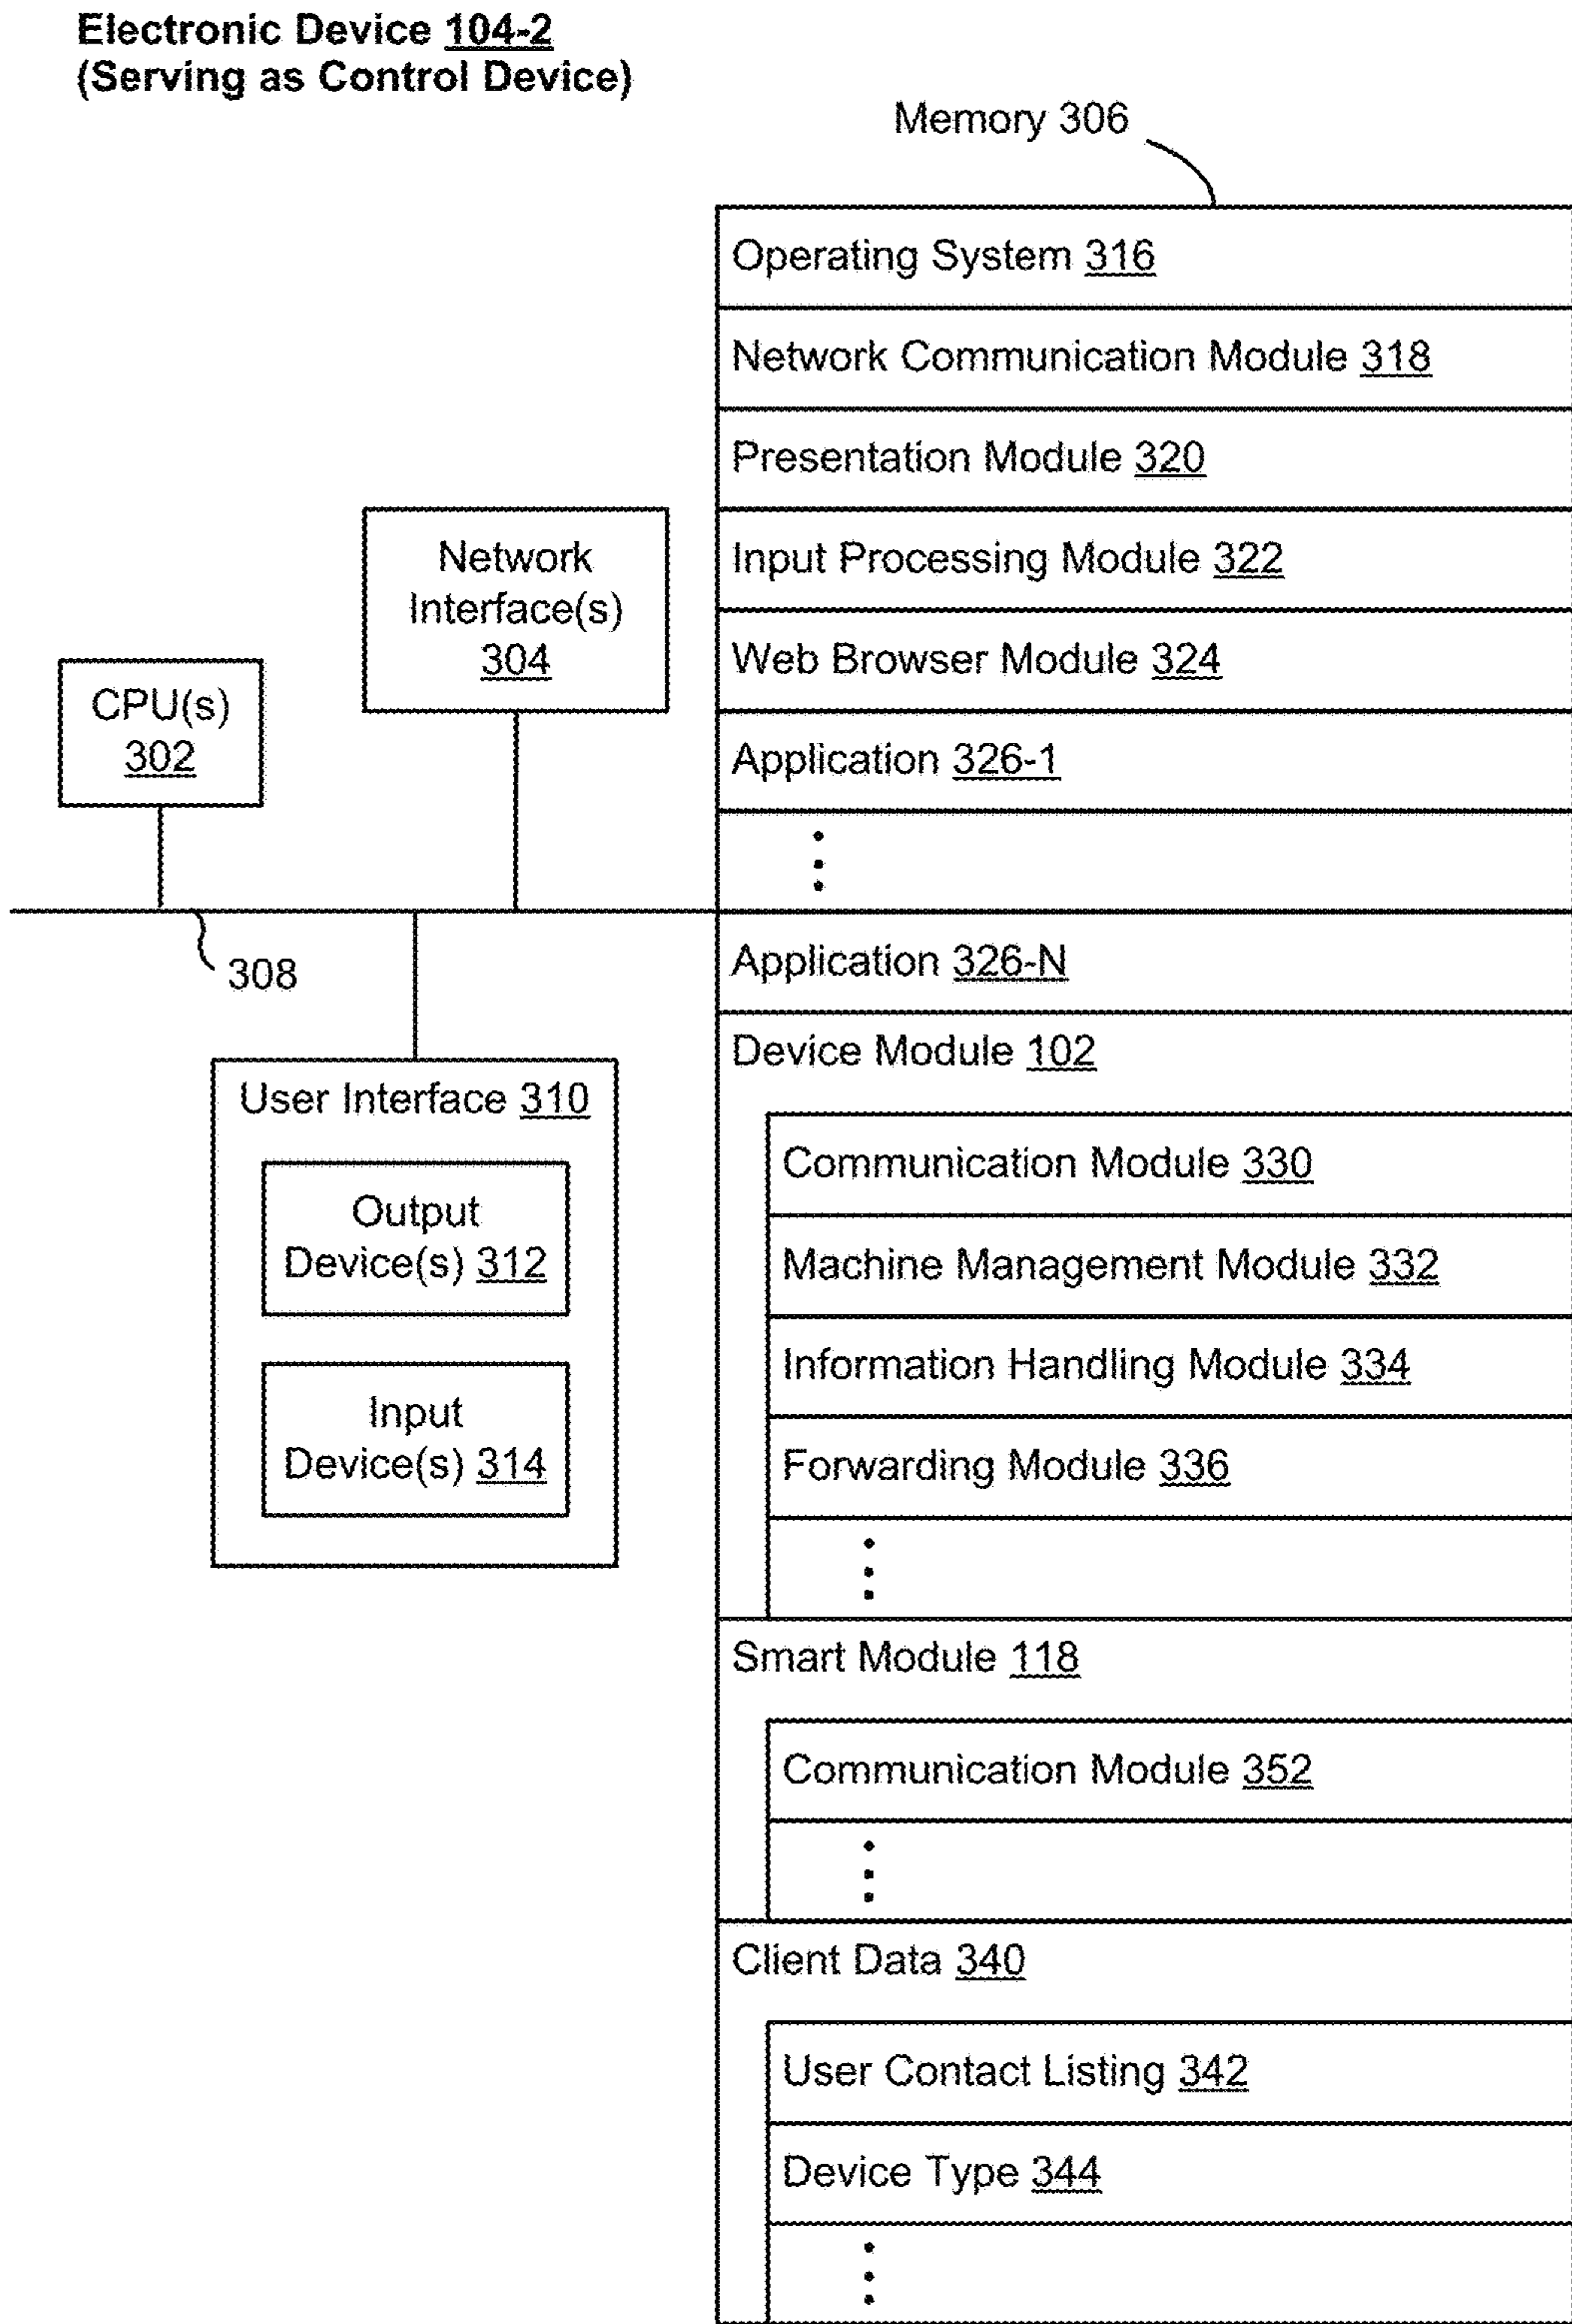 Electronic Device 104-2
(Serving as Control Device)
Memory 306
Operating System 316
Network Communication Module 318
Presentation Module 320
Input Processing Module 322
Web Browser Module 324
Application 326-1
Application 326-N
Device Module 102
Communication Module 330
Machine Management Module 332
Information Handling Module 334
Forwarding Module 336
Smart Module 118
Communication Module 352
Client Data 340
User Contact Listing 342
Device Type 344
Network
Interface(s)
304
CPU(s)
302
308
User Interface 310
Output
Device(s) 312
Input
Device(s) 314